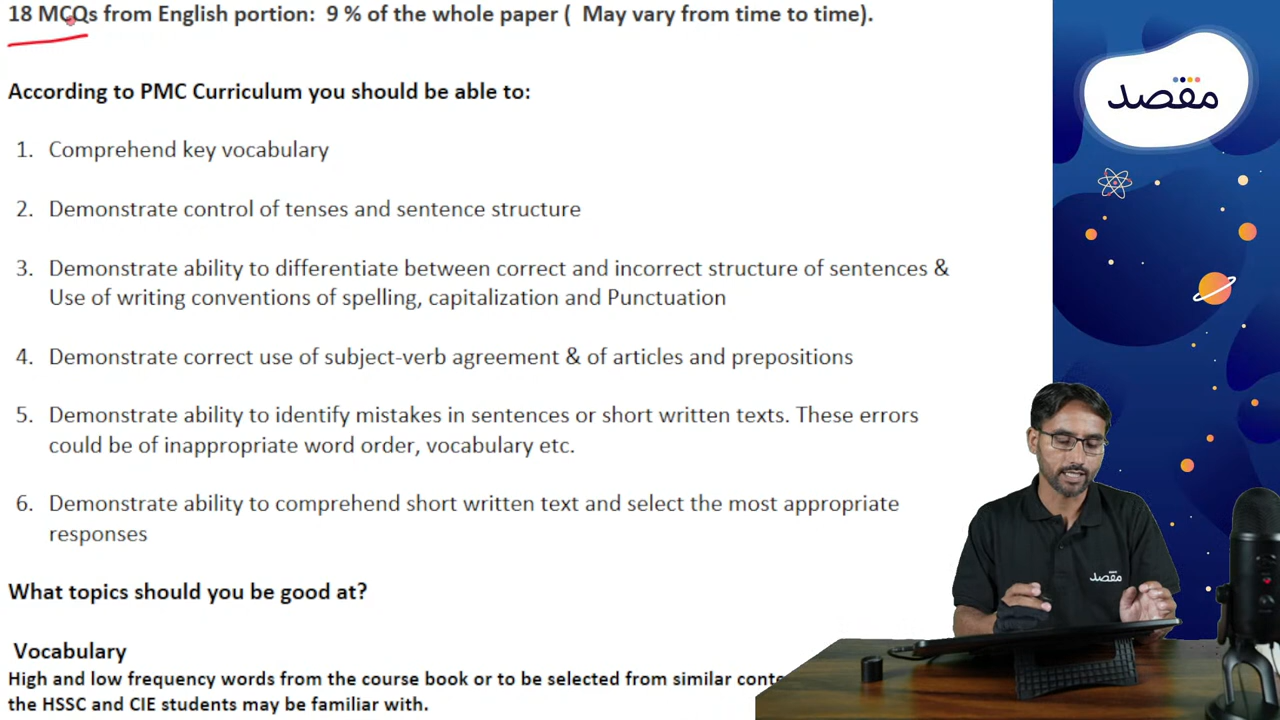 18 MCQs from English portion:  9 % of the whole paper (  May vary from time to time).
According to PMC Curriculum you should be able to:
1. Comprehend key vocabulary
2. Demonstrate control of tenses and sentence structure
3. Demonstrate ability to differentiate between correct and incorrect structure of sentences &
Use of writing conventions of spelling, capitalization and Punctuation
4. Demonstrate correct use of subject-verb agreement & of articles and prepositions
5. Demonstrate ability to identify mistakes in sentences or short written texts. These errors
could be of inappropriate word order, vocabulary etc.
6. Demonstrate ability to comprehend short written text and select the most appropriate
responses
What topics should you be good at?
Vocabulary
High and low frequency words from the course book or to be selected from similar
the HSSC and CIE students may be familiar with.
مقصد
مقصد